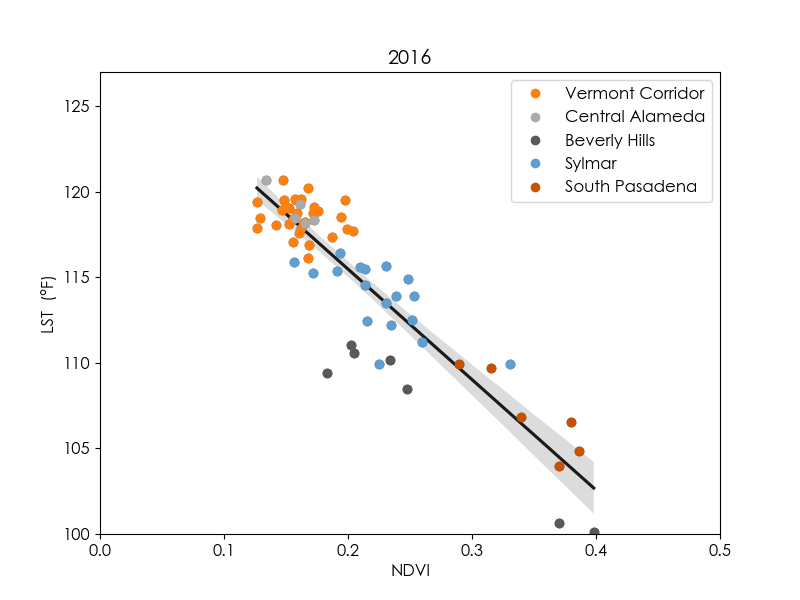 2016
Vermont Corridor
Central Alameda
Beverly Hills
Sylmar
South Pasadena
125
120
115
110
105
100
LST (ºF)
0.0 0.1 0.2 0.3 0.4 0.5
NDVI